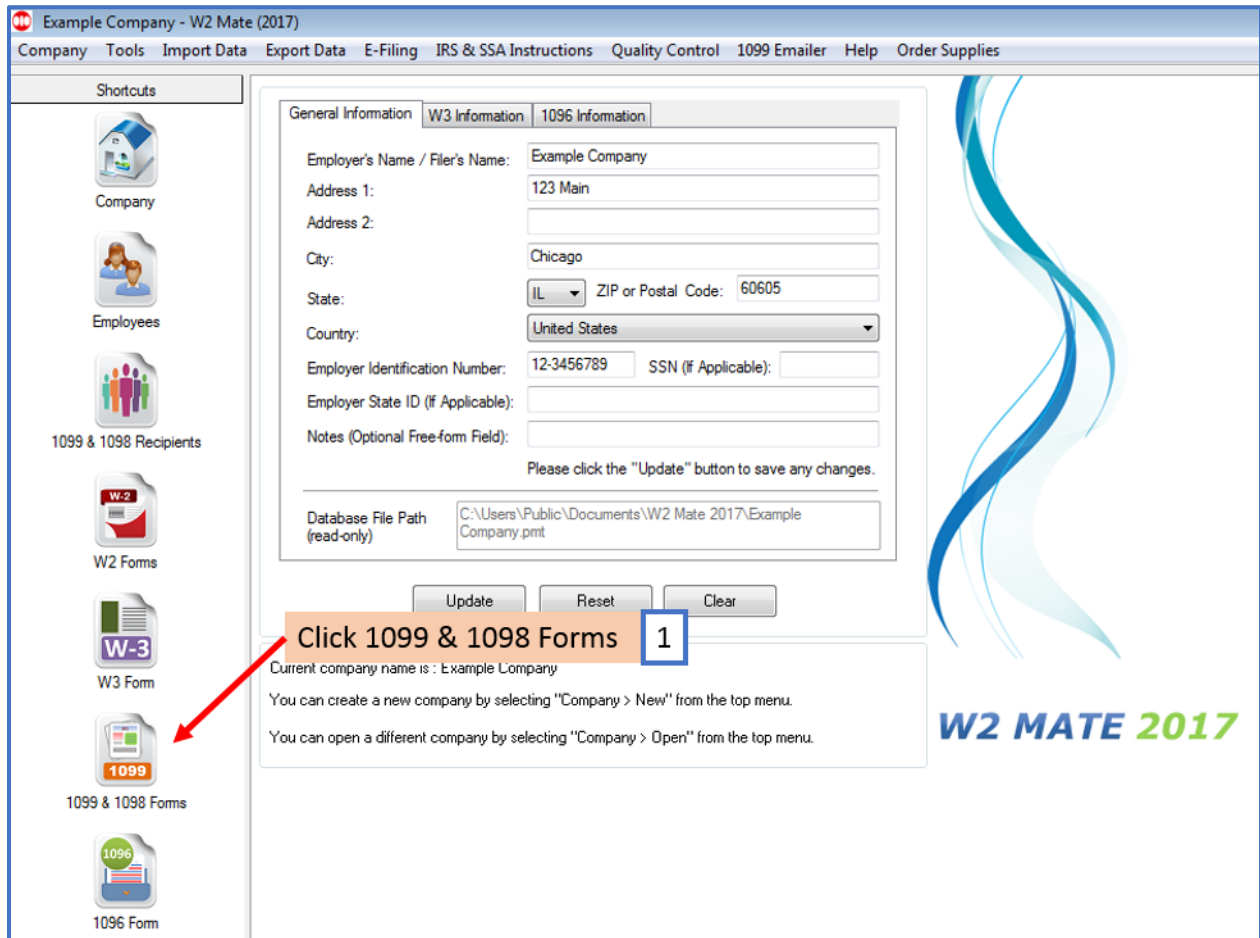 Example Company - W2 Mate (2017)
Company Tools Import Data Export Data E-Filing IRS & SSA Instructions Quality Control 1099 Emailer Help Order Supplies
Shortcuts
Company
Employees
1099 & 1098 Recipients
W-2
W2 Forms
W-3
W3 Form
1099
1099 & 1098 Forms
1096
1096 Form
General Information W3 Information 1096 Information
Employer's Name / Filer's Name: Example Company
Address 1: 123 Main
Address 2:
City: Chicago
State: IL ZIP or Postal Code: 60605
Country: United States
Employer Identification Number: 12-3456789 SSN (If Applicable):
Employer State ID (If Applicable):
Notes (Optional Free-form Field):
Please click the "Update" button to save any changes.
Database File Path C:\Users\Public\Documents\W2 Mate 2017\Example
(read-only) Company.pmt
Update Reset Clear
Click 1099 & 1098 Forms 1
Current company name is : Example Company
You can create a new company by selecting "Company > New" from the top menu.
You can open a different company by selecting "Company > Open" from the top menu.
W2 MATE 2017